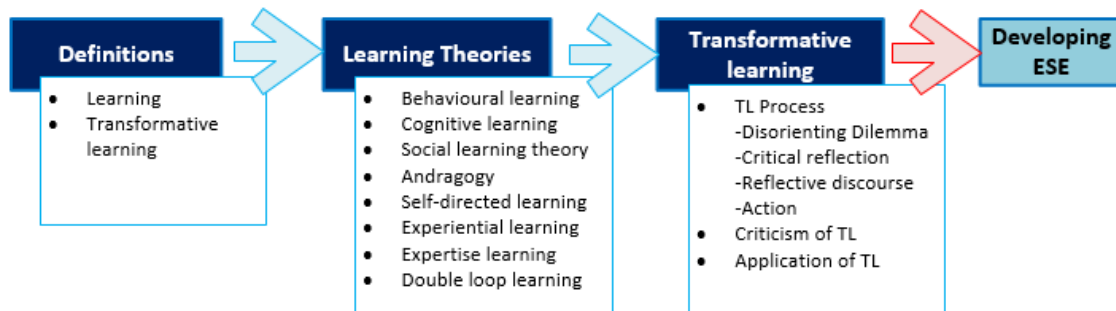 Definitions
• Learning
• Transformative
learning
Learning Theories
• Behavioural learning
• Cognitive learning
• Social learning theory
• Andragogy
• Self-directed learning
• Experiential learning
• Expertise learning
• Double loop learning
Transformative
learning
• TL Process
-Disorienting Dilemma
-Critical reflection
-Reflective discourse
-Action
• Criticism of TL
• Application of TL
Developing
ESE